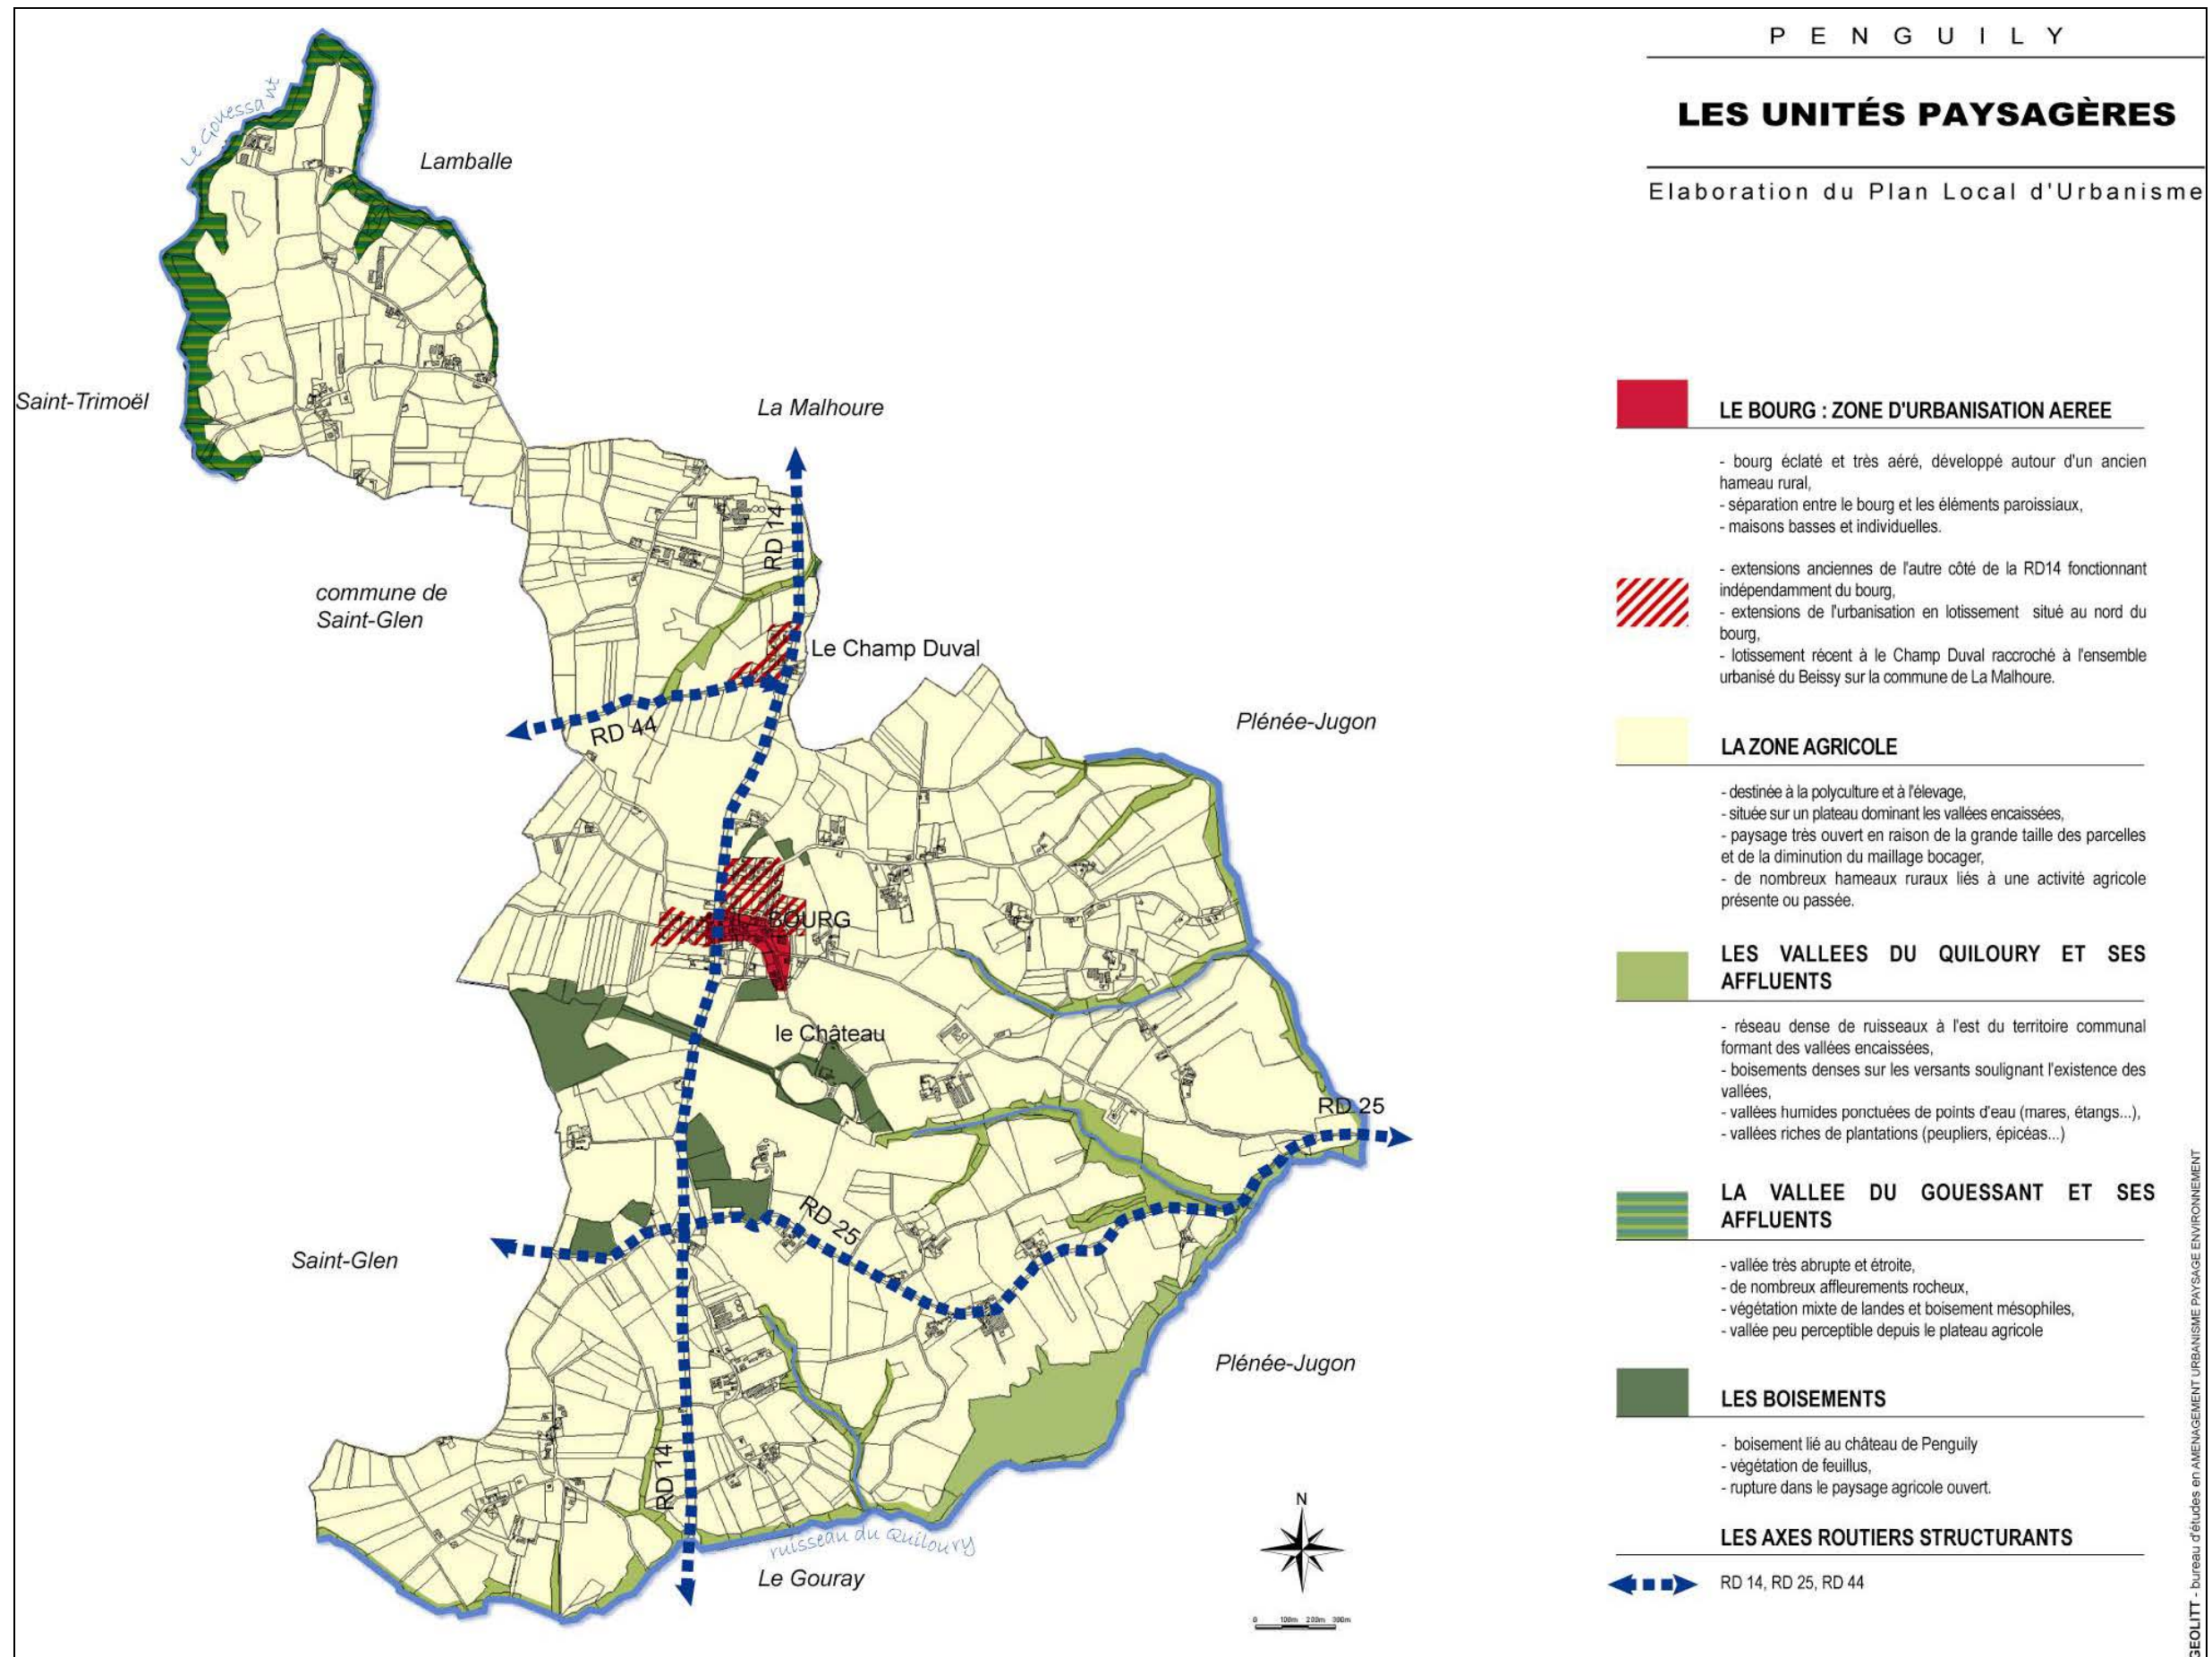 P E N G U I L Y
LES UNITÉS PAYSAGÈRES
Elaboration du Plan Local d'Urbanisme
Le Gouessant
Lamballe
Saint-Trimoël
La Malhoure
RD 14
commune de
Saint-Glen
Le Champ Duval
RD 44
Plénée-Jugon
BOURG
le Château
RD 25
RD 25
Saint-Glen
Plénée-Jugon
RD 14
ruisseau du Quiloury
Le Gouray
N
0 100m 200m 300m
LE BOURG : ZONE D'URBANISATION AEREE
- bourg éclaté et très aéré, développé autour d'un ancien
hameau rural,
- séparation entre le bourg et les éléments paroissiaux,
- maisons basses et individuelles.
- extensions anciennes de l'autre côté de la RD14 fonctionnant
indépendamment du bourg,
- extensions de l'urbanisation en lotissement situé au nord du
bourg,
- lotissement récent à le Champ Duval raccroché à l'ensemble
urbanisé du Beissy sur la commune de La Malhoure.
LA ZONE AGRICOLE
- destinée à la polyculture et à l'élevage,
- située sur un plateau dominant les vallées encaissées,
- paysage très ouvert en raison de la grande taille des parcelles
et de la diminution du maillage bocager,
- de nombreux hameaux ruraux liés à une activité agricole
présente ou passée.
LES VALLEES DU QUILOURY ET SES
AFFLUENTS
- réseau dense de ruisseaux à l'est du territoire communal
formant des vallées encaissées,
- boisements denses sur les versants soulignant l'existence des
vallées,
- vallées humides ponctuées de points d'eau (mares, étangs...),
- vallées riches de plantations (peupliers, épicéas...)
LA VALLEE DU GOUESSANT ET SES
AFFLUENTS
- vallée très abrupte et étroite,
- de nombreux affleurements rocheux,
- végétation mixte de landes et boisement mésophiles,
- vallée peu perceptible depuis le plateau agricole
LES BOISEMENTS
- boisement lié au château de Penguily
- végétation de feuillus,
- rupture dans le paysage agricole ouvert.
LES AXES ROUTIERS STRUCTURANTS
RD 14, RD 25, RD 44
GEOLITT - bureau d'études en AMENAGEMENT URBANISME PAYSAGE ENVIRONNEMENT